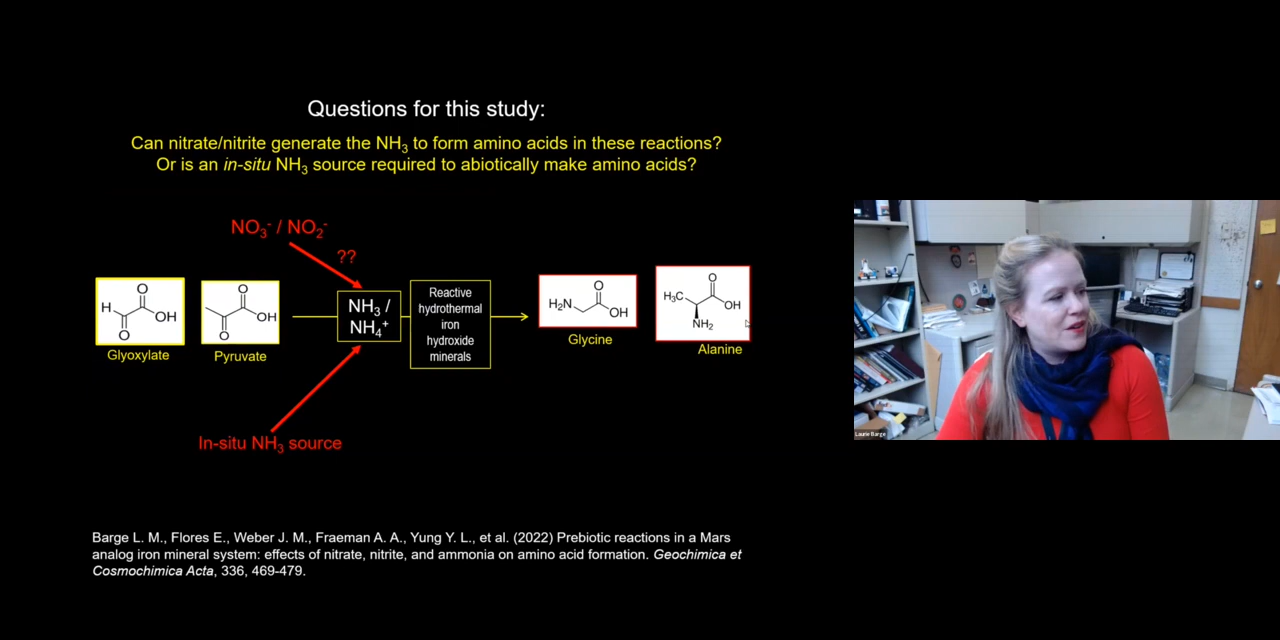 Questions for this study:
Can nitrate/nitrite generate the NH₃ to form amino acids in these reactions?
Or is an in-situ NH₃ source required to abiotically make amino acids?
NO₃⁻ / NO₂⁻
??
H
O
O
OH
Glyoxylate
O
O
OH
Pyruvate
NH₃ /
NH₄⁺
Reactive
hydrothermal
iron
hydroxide
minerals
H₂N
O
OH
Glycine
H₃C
O
OH
NH₂
Alanine
In-situ NH₃ source
Barge L. M., Flores E., Weber J. M., Fraeman A. A., Yung Y. L., et al. (2022) Prebiotic reactions in a Mars
analog iron mineral system: effects of nitrate, nitrite, and ammonia on amino acid formation. Geochimica et
Cosmochimica Acta, 336, 469-479.
Laurie Barge